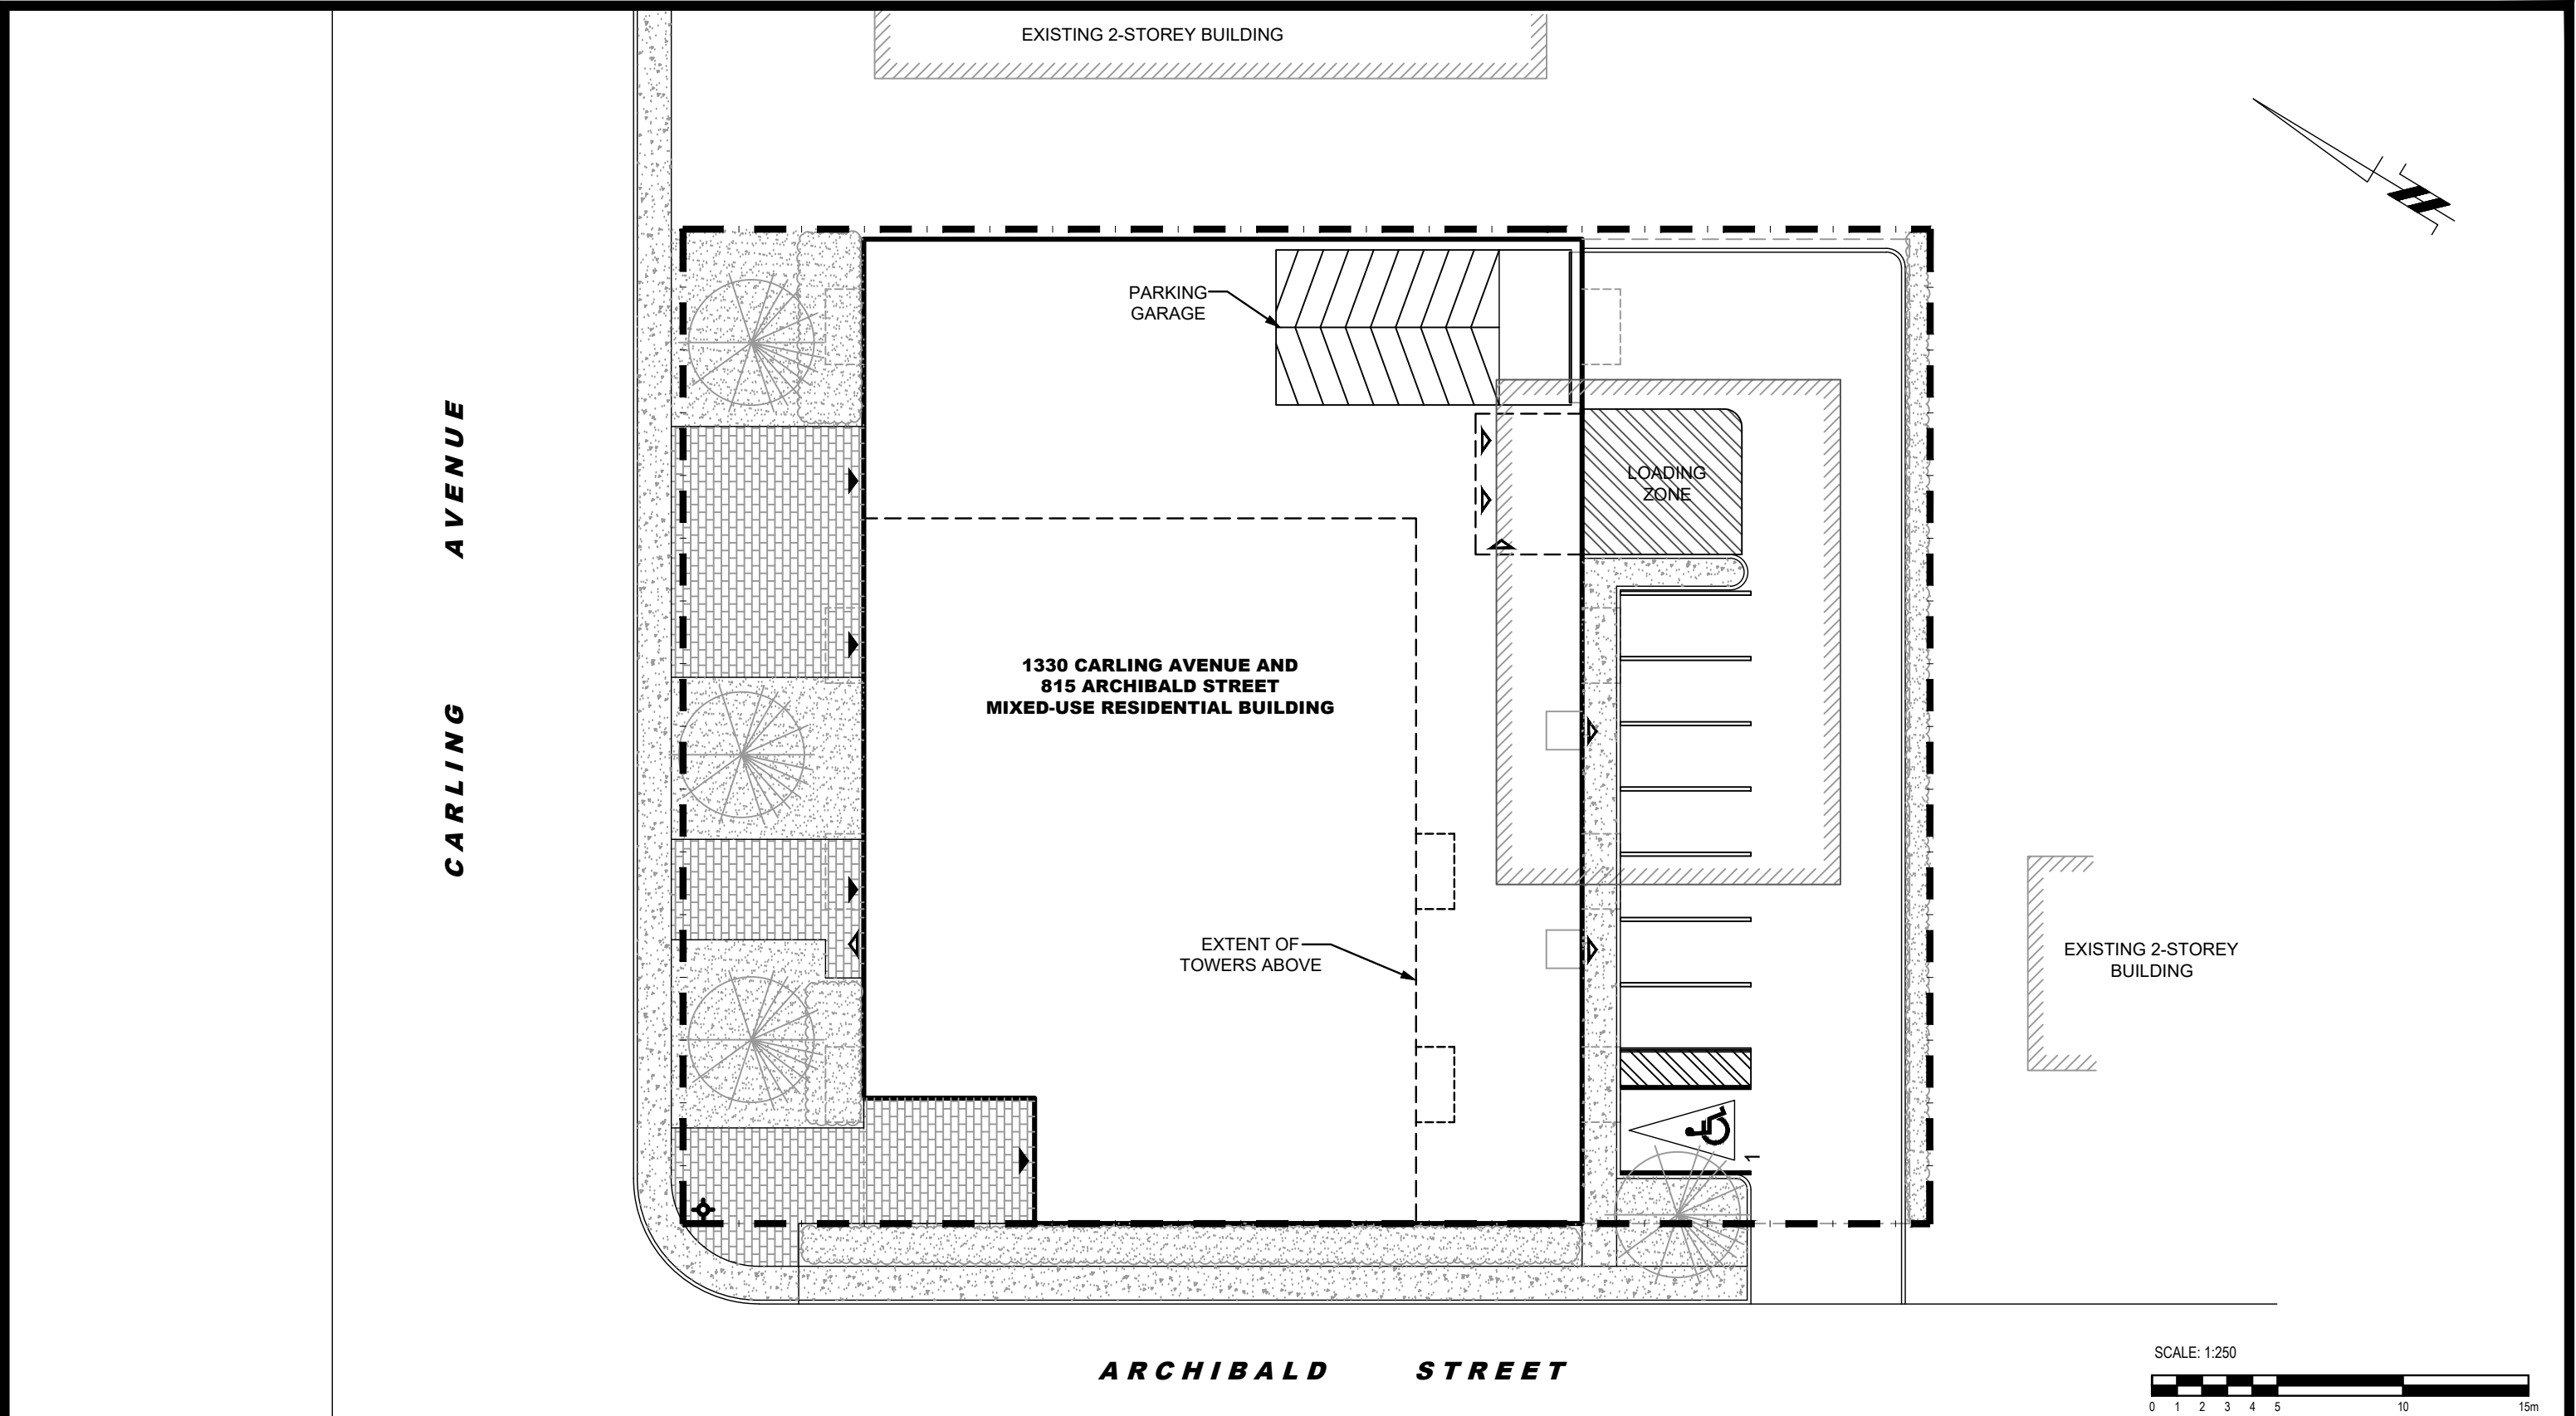 EXISTING 2-STOREY BUILDING
PARKING
GARAGE
LOADING
ZONE
CARLING AVENUE
1330 CARLING AVENUE AND
815 ARCHIBALD STREET
MIXED-USE RESIDENTIAL BUILDING
EXTENT OF
TOWERS ABOVE
EXISTING 2-STOREY
BUILDING
1
ARCHIBALD STREET
SCALE: 1:250
0 1 2 3 4 5 10 15m